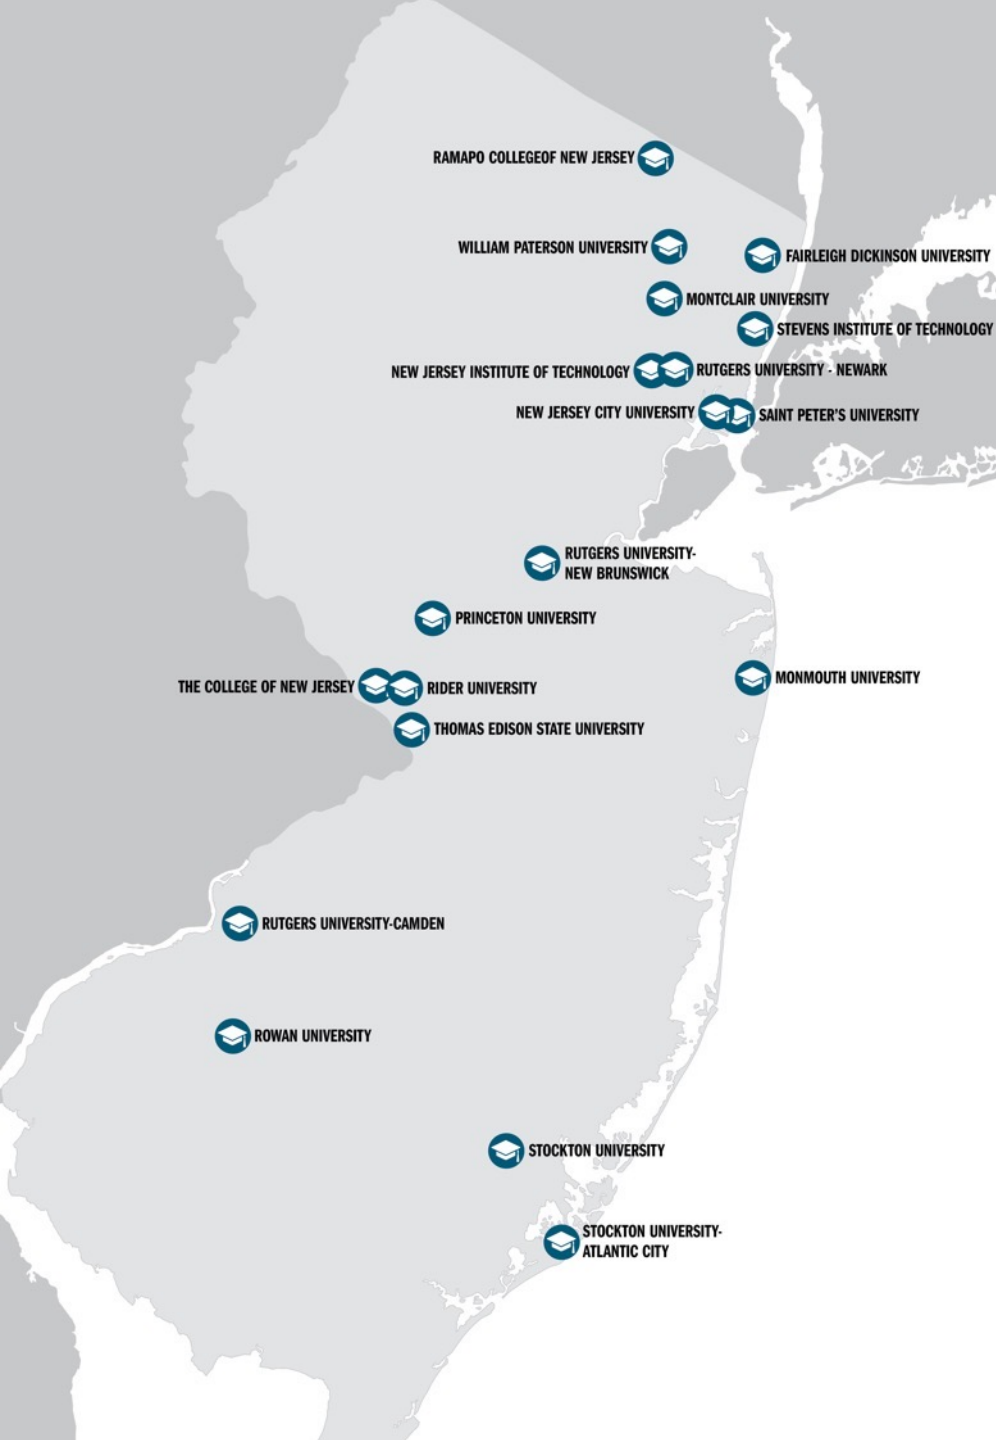 RAMAPO COLLEGEOF NEW JERSEY
WILLIAM PATERSON UNIVERSITY
FAIRLEIGH DICKINSON UNIVERSITY
MONTCLAIR UNIVERSITY
STEVENS INSTITUTE OF TECHNOLOGY
NEW JERSEY INSTITUTE OF TECHNOLOGY
RUTGERS UNIVERSITY - NEWARK
NEW JERSEY CITY UNIVERSITY
SAINT PETER'S UNIVERSITY
RUTGERS UNIVERSITY-
NEW BRUNSWICK
PRINCETON UNIVERSITY
THE COLLEGE OF NEW JERSEY
RIDER UNIVERSITY
MONMOUTH UNIVERSITY
THOMAS EDISON STATE UNIVERSITY
RUTGERS UNIVERSITY-CAMDEN
ROWAN UNIVERSITY
STOCKTON UNIVERSITY
STOCKTON UNIVERSITY-
ATLANTIC CITY